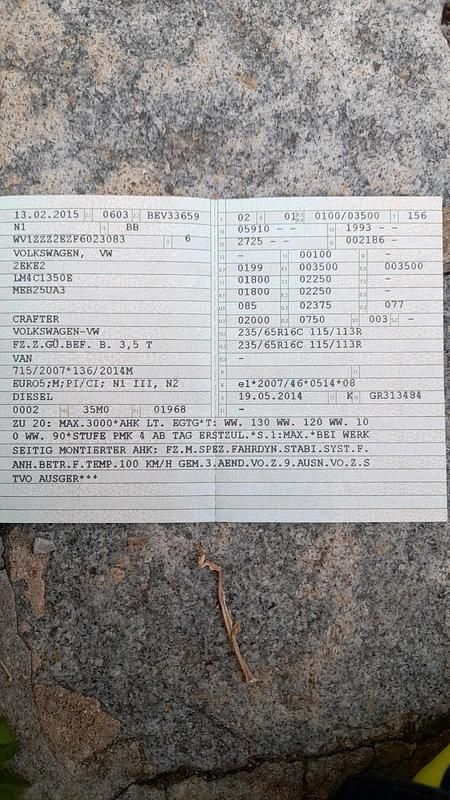 13.02.2015 0603 BEV33659
N1 BB
WV1ZZZ2EZF6023083 6
VOLKSWAGEN, VW
2EKE2
LM4C1350E
MEB25UA3
CRAFTER
VOLKSWAGEN-VW
FZ.Z.GÜ.BEF. B. 3,5 T
VAN
715/2007*136/2014M
EURO5;M;PI/CI; N1 III, N2
DIESEL
0002 35M0 01968
02 01 0100/03500 156
05910 - - 1993 - -
2725 - - 002186 -
- 00100 -
0199 003500 003500
01800 02250 -
01800 02250 -
085 02375 077
02000 0750 003 -
235/65R16C 115/113R
235/65R16C 115/113R
-
-
e1*2007/46*0514*08
19.05.2014 K GR313484
-
ZU 20: MAX.3000*AHK LT. EGTG*T: WW. 130 WW. 120 WW. 10
0 WW. 90*STUFE PMK 4 AB TAG ERSTZUL.*S.1:MAX.*BEI WERK
SEITIG MONTIERTER AHK: FZ.M.SPEZ.FAHRDYN.STABI.SYST.F.
ANH.BETR.F.TEMP.100 KM/H GEM.3.AEND.VO.Z.9.AUSN.VO.Z.S
TVO AUSGER***